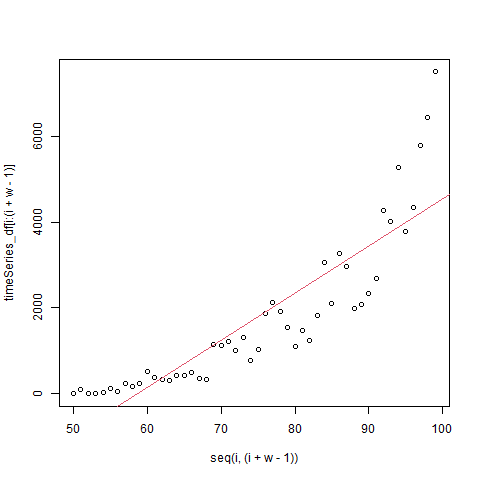 timeSeries_df[i:(i + w - 1)]
6000
4000
2000
0
50 60 70 80 90 100
seq(i, (i + w - 1))